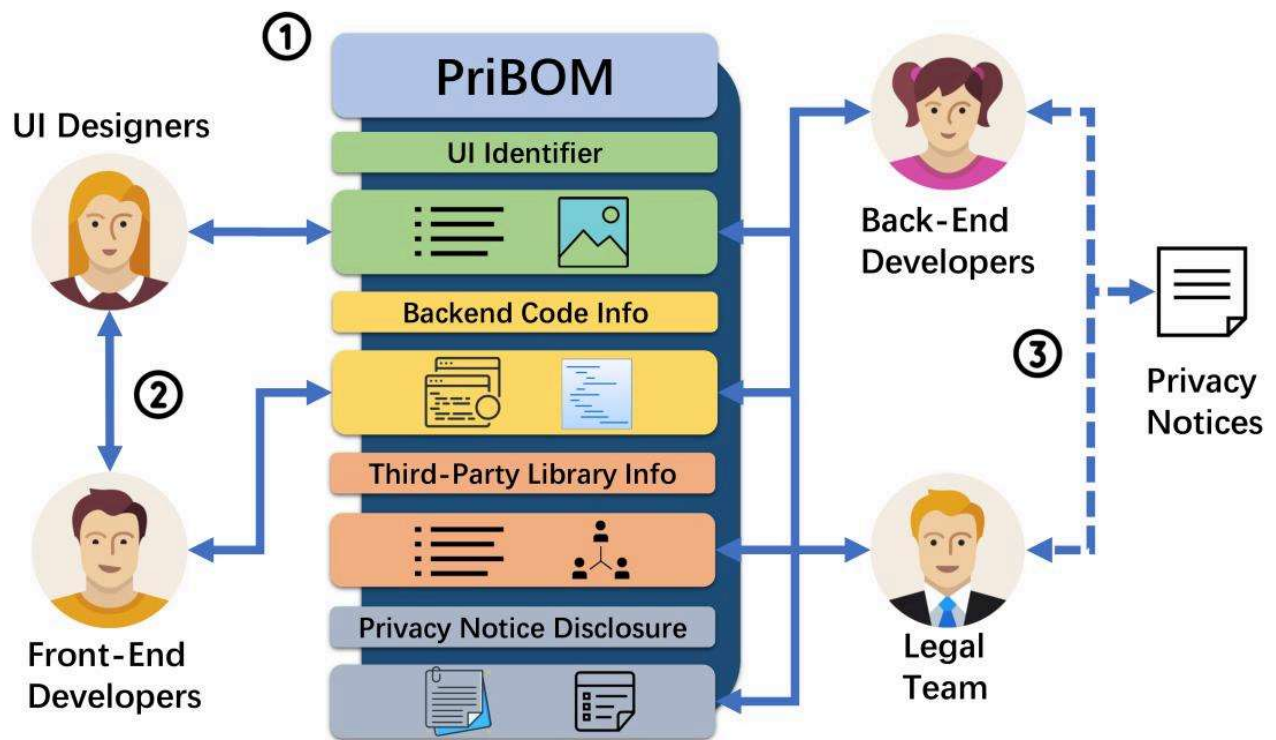 ①
PriBOM
UI Designers
UI Identifier
Back-End
Developers
Backend Code Info
②
③
Privacy
Notices
Third-Party Library Info
Privacy Notice Disclosure
Front-End
Developers
Legal
Team